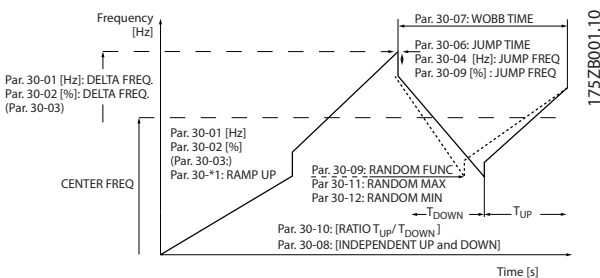 Frequency
[Hz]
Par. 30-07: WOBB TIME
Par. 30-06: JUMP TIME
Par. 30-04  [Hz]: JUMP FREQ
Par. 30-09 [%] : JUMP FREQ
175ZB001.10
Par. 30-01 [Hz]: DELTA FREQ.
Par. 30-02 [%]: DELTA FREQ.
(Par. 30-03)
Par. 30-01 [Hz]
Par. 30-02 [%]
(Par. 30-03:)
Par. 30-*1: RAMP UP
CENTER FREQ
Par. 30-09: RANDOM FUNC
Par 30-11: RANDOM MAX
Par 30-12: RANDOM MIN
TDOWN
TUP
Par. 30-10: [RATIO TUP/ TDOWN ]
Par. 30-08: [INDEPENDENT UP and DOWN]
Time [s]